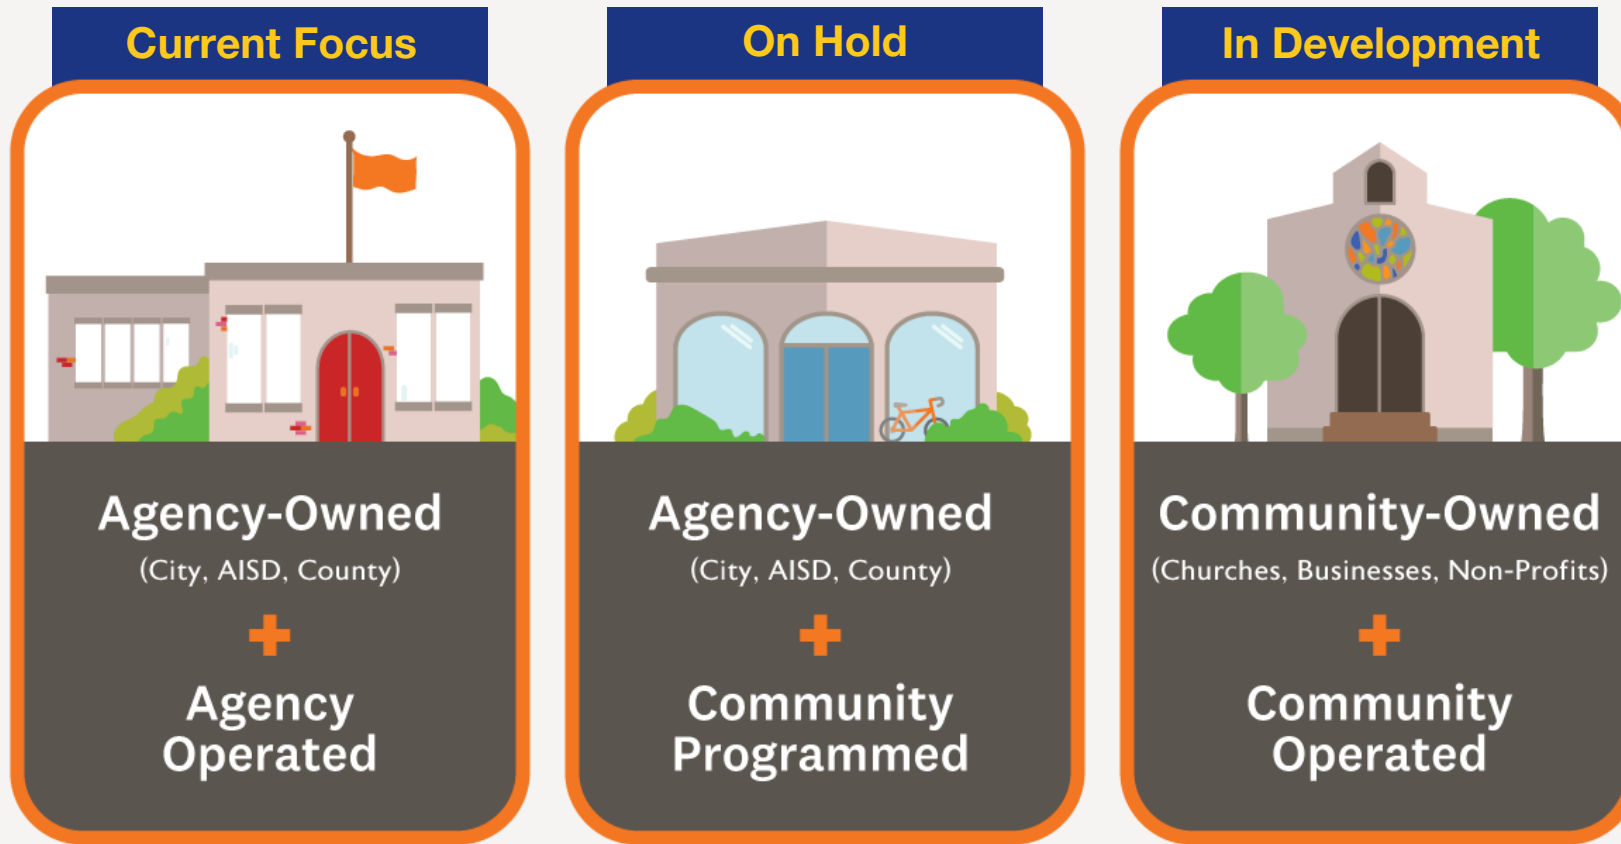 Current Focus
Agency-Owned
(City, AISD, County)
Agency
Operated
On Hold
Agency-Owned
(City, AISD, County)
Community
Programmed
In Development
Community-Owned
(Churches, Businesses, Non-Profits)
Community
Operated